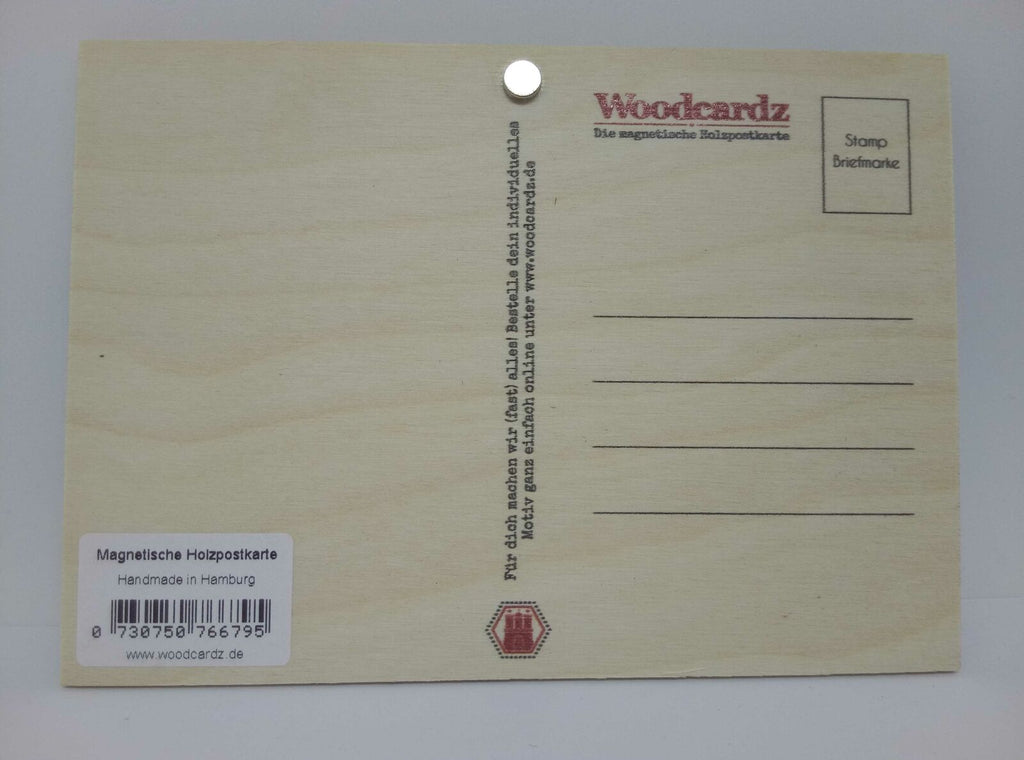 Woodcardz
Die magnetische Holzpostkarte
Stamp
Briefmarke
Für dich machen wir (fast) alles! Bestelle dein individuelles
Motiv ganz einfach online unter www.woodcardz.de
Magnetische Holzpostkarte
Handmade in Hamburg
0 730750 766795
www.woodcardz.de